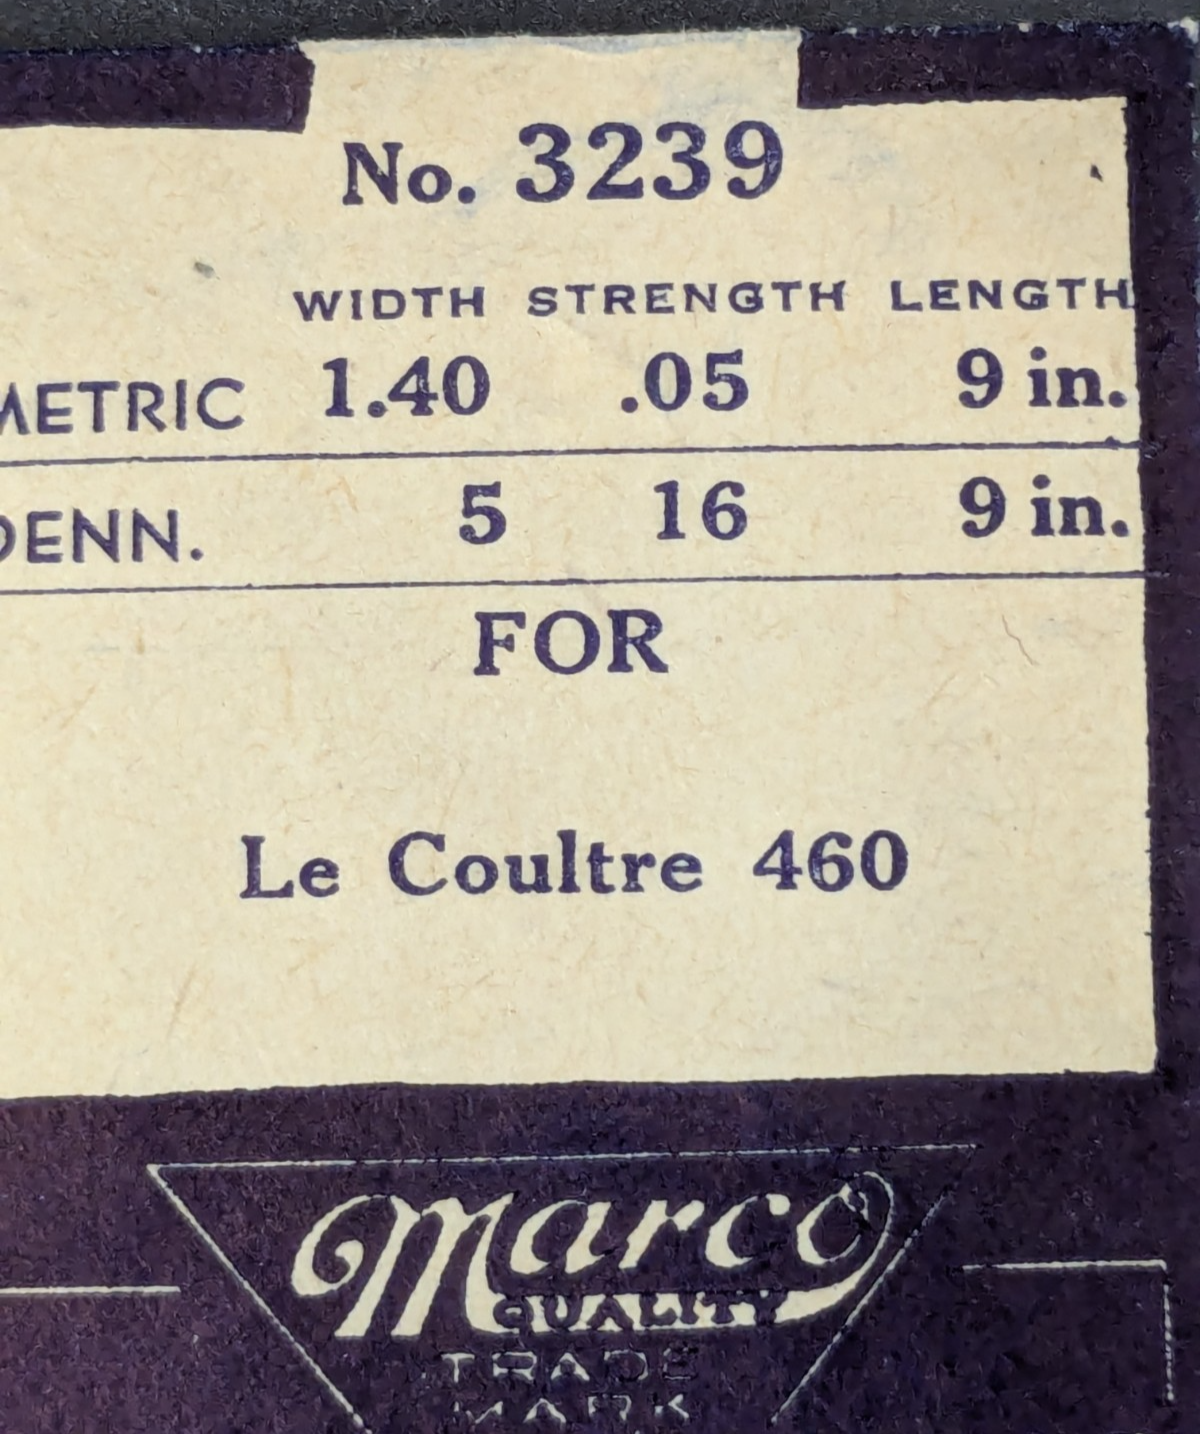 No. 3239
WIDTH STRENGTH LENGTH
METRIC 1.40 .05 9 in.
DENN. 5 16 9 in.
FOR
Le Coultre 460
Marco
QUALITY
TRADE
MARK